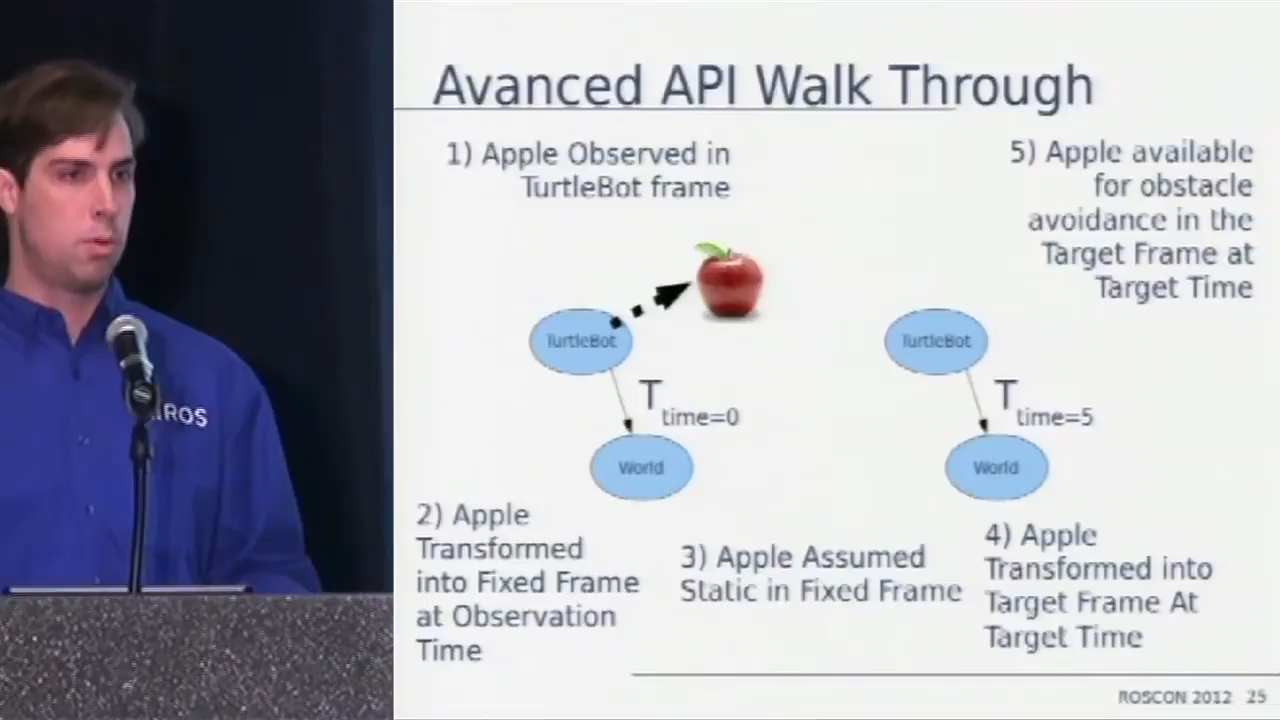 Avanced API Walk Through
1) Apple Observed in
TurtleBot frame
5) Apple available
for obstacle
avoidance in the
Target Frame at
Target Time
TurtleBot
T time=0
World
TurtleBot
T time=5
World
2) Apple
Transformed
into Fixed Frame
at Observation
Time
3) Apple Assumed
Static in Fixed Frame
4) Apple
Transformed into
Target Frame At
Target Time
ROSCON 2012 25
ROS